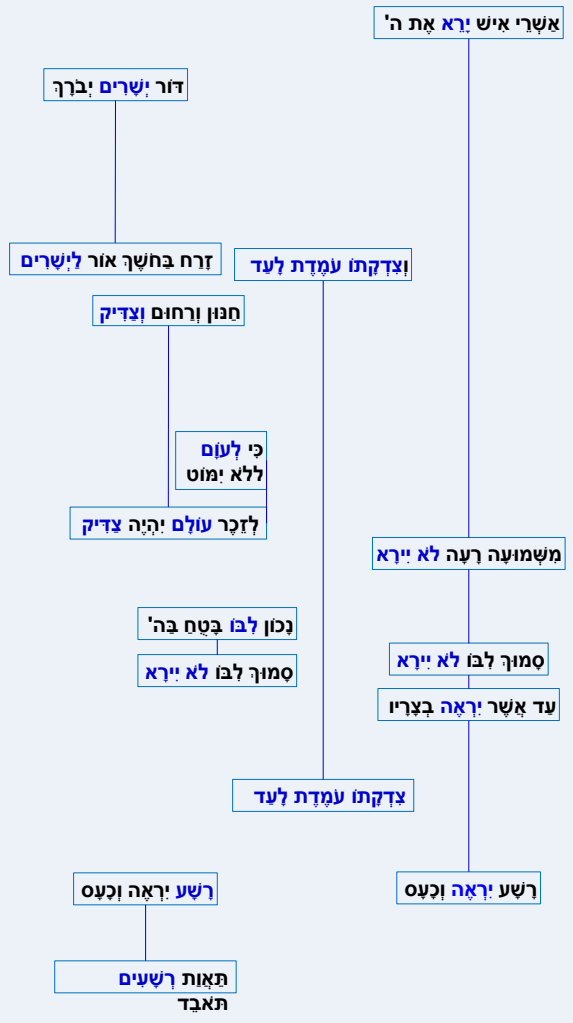 אַשְׁרֵי אִישׁ יָרֵא אֶת ה'
דּוֹר יְשָׁרִים יְבֹרָךְ
זָרַח בַּחֹשֶׁךְ אוֹר לַיְשָׁרִים
וְצִדְקָתוֹ עֹמֶדֶת לָעַד
חַנּוּן וְרַחוּם וְצַדִּיק
כִּי לְעוֹםָ
ללֹא יִמּוֹט
לְזֵכֶר עוֹלָם יִהְיֶה צַדִּיק
מִשְּׁמוּעָה רָעָה לֹא יִירָא
נָכוֹן לִבּוֹ בָּטֻחַ בַּה'
סָמוּךְ לִבּוֹ לֹא יִירָא
סָמוּךְ לִבּוֹ לֹא יִירָא
עַד אֲשֶׁר יִרְאֶה בְצָרָיו
צִדְקָתוֹ עֹמֶדֶת לָעַד
רָשָׁע יִרְאֶה וְכָעָס
רָשָׁע יִרְאֶה וְכָעָס
תַּאֲוַת רְשָׁעִים
תֹּאבֵד